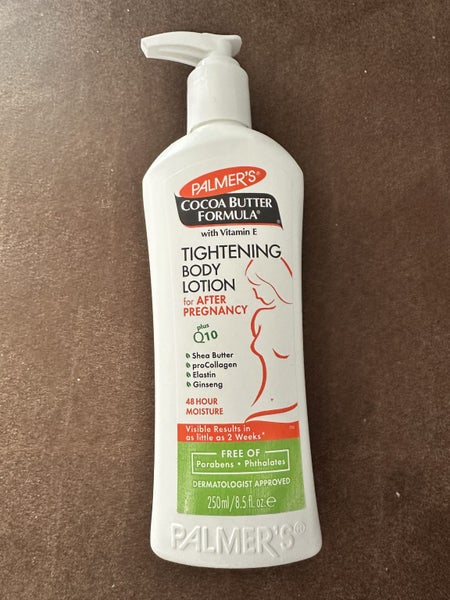 PALMER'S®
COCOA BUTTER
FORMULA®
with Vitamin E
TIGHTENING
BODY
LOTION
for AFTER
PREGNANCY
plus
Q10
Shea Butter
proCollagen
Elastin
Ginseng
48 HOUR
MOISTURE
Visible Results in
as little as 2 Weeks*
FREE OF
Parabens • Phthalates
DERMATOLOGIST APPROVED
250ml/8.5 fl. oz. e
PALMER'S®